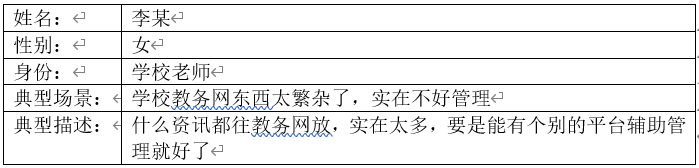 姓名： 李某
性别： 女
身份： 学校老师
典型场景： 学校教务网东西太繁杂了，实在不好管理
典型描述： 什么资讯都往教务网放，实在太多，要是能有个别的平台辅助管
理就好了